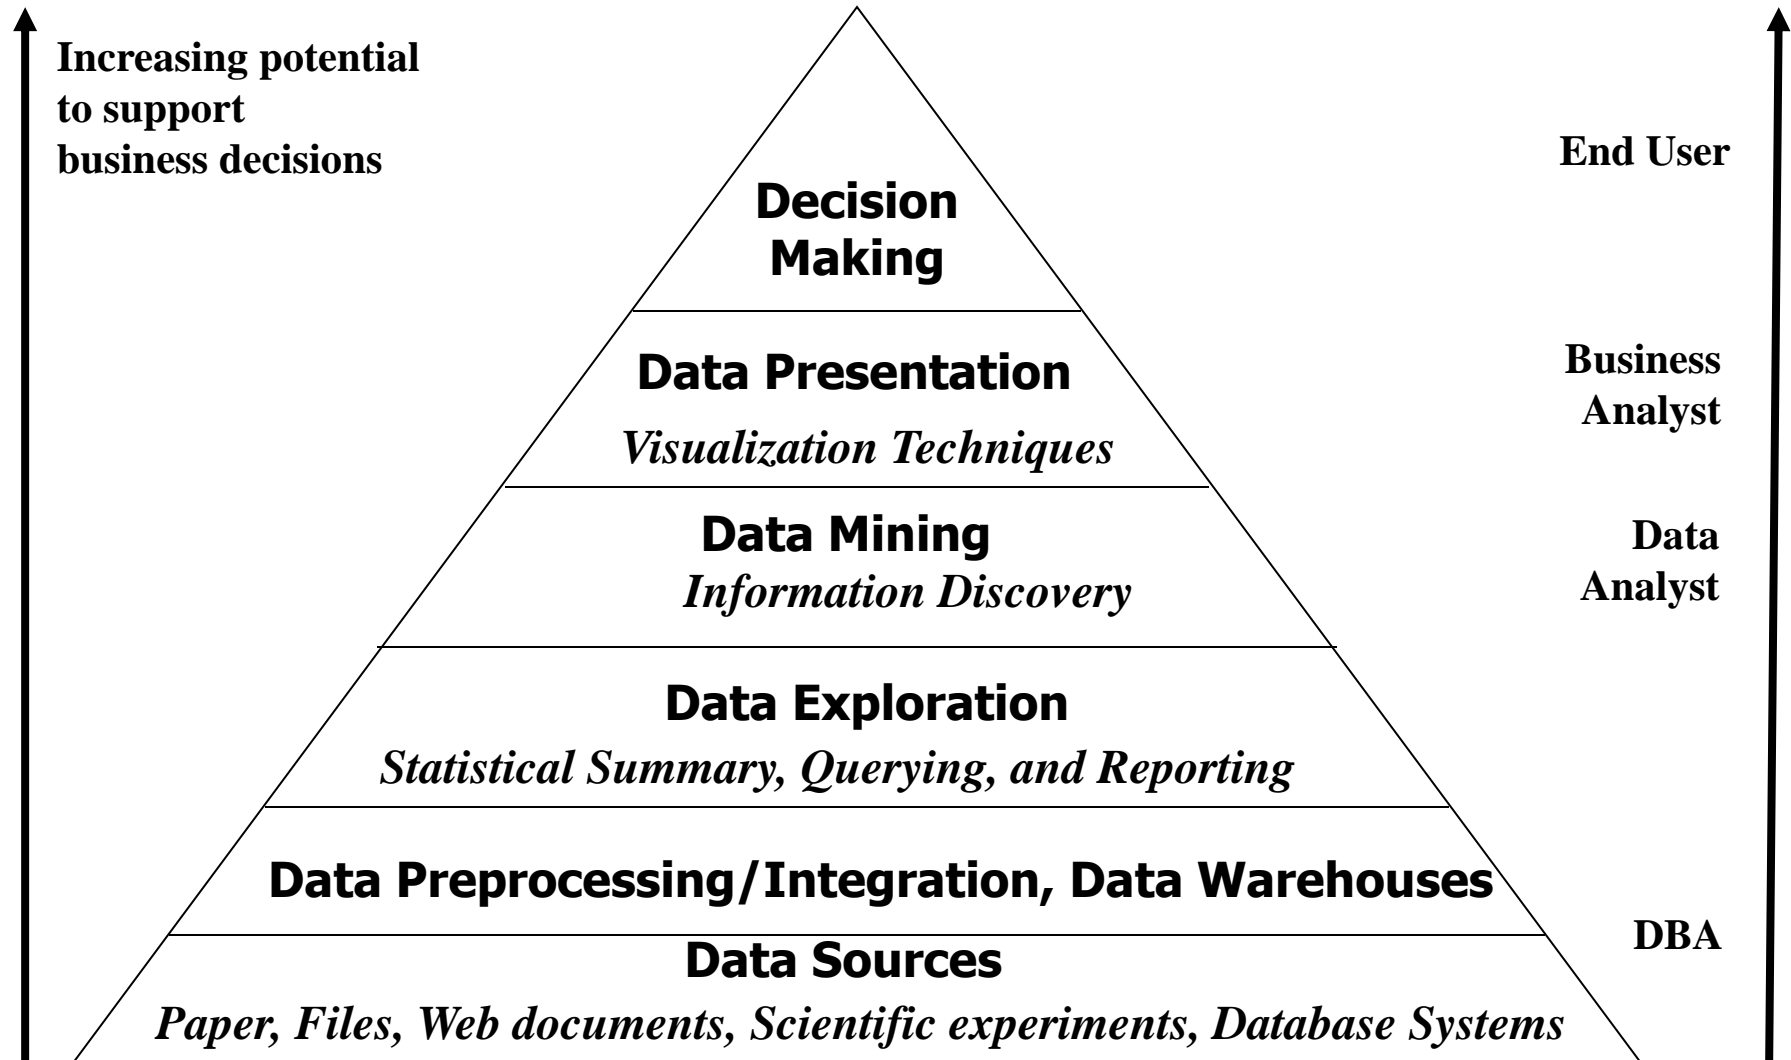 Increasing potential
to support
business decisions
End User
Decision
Making
Business
Analyst
Data Presentation
Visualization Techniques
Data Mining
Information Discovery
Data
Analyst
Data Exploration
Statistical Summary, Querying, and Reporting
Data Preprocessing/Integration, Data Warehouses
DBA
Data Sources
Paper, Files, Web documents, Scientific experiments, Database Systems